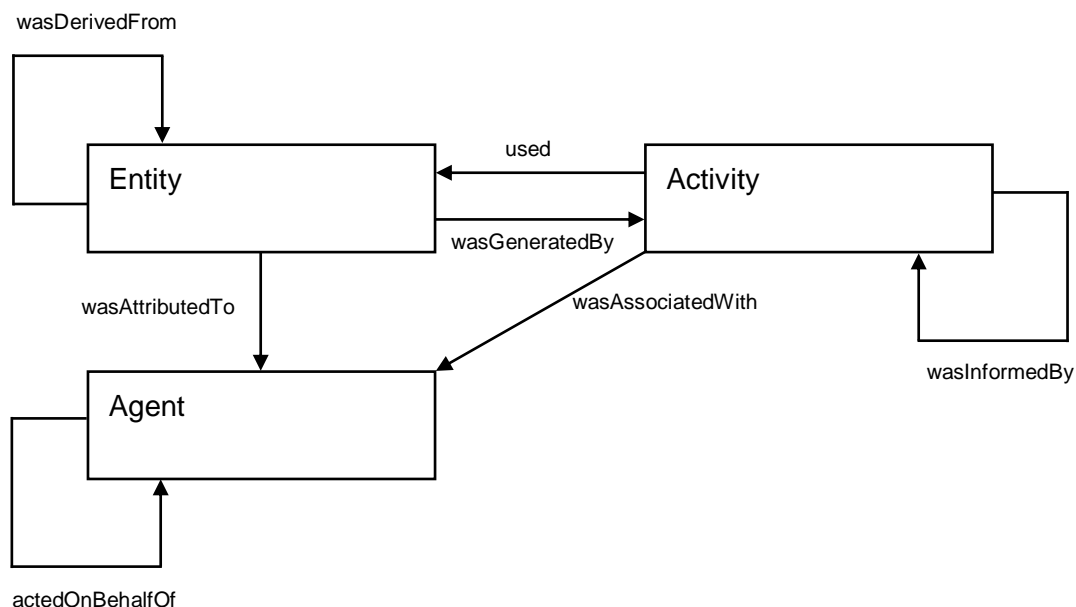 wasDerivedFrom
used
Entity
Activity
wasGeneratedBy
wasAttributedTo
wasAssociatedWith
wasInformedBy
Agent
actedOnBehalfOf